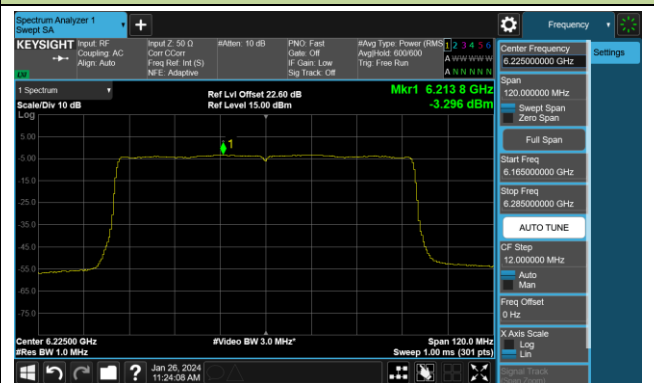 Spectrum Analyzer 1
Swept SA
Frequency
KEYSIGHT
Input: RF
Coupling: AC
Align: Auto
Input Z: 50 Ω
Corr CCorr
Freq Ref: Int (S)
NFE: Adaptive
#Atten: 10 dB
PNO: Fast
Gate: Off
IF Gain: Low
Sig Track: Off
#Avg Type: Power (RMS
Avg|Hold: 600/600
Trig: Free Run
1 2 3 4 5 6
A W W W W W
A N N N N N
LXI
Center Frequency
6.225000000 GHz
Settings
Span
120.000000 MHz
Swept Span
Zero Span
Full Span
Start Freq
6.165000000 GHz
Stop Freq
6.285000000 GHz
AUTO TUNE
CF Step
12.000000 MHz
Auto
Man
Freq Offset
0 Hz
X Axis Scale
Log
Lin
Signal Track
1 Spectrum
Scale/Div 10 dB
Log
Ref Lvl Offset 22.60 dB
Ref Level 15.00 dBm
Mkr1 6.213 8 GHz
-3.296 dBm
1
5.00
-5.00
-15.0
-25.0
-35.0
-45.0
-55.0
-65.0
-75.0
Center 6.22500 GHz
#Res BW 1.0 MHz
#Video BW 3.0 MHz*
Span 120.0 MHz
Sweep 1.00 ms (301 pts)
?
Jan 26, 2024
11:24:08 AM